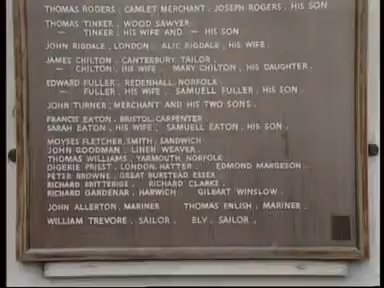 THOMAS ROGERS, CAMLET MERCHANT, JOSEPH ROGERS, HIS SON
THOMAS TINKER, WOOD SAWYER.
— TINKER, HIS WIFE AND — HIS SON
JOHN RIGDALE, LONDON, ALIC RIGDALE, HIS WIFE.
JAMES CHILTON, CANTERBURY TAILOR,
— CHILTON, HIS WIFE. MARY CHILTON, HIS DAUGHTER.
EDWARD FULLER, REDENHALL, NORFOLK
— FULLER, HIS WIFE. SAMUELL FULLER, HIS SON.
JOHN TURNER, MERCHANT AND HIS TWO SONS.
FRANCIS EATON, BRISTOL, CARPENTER.
SARAH EATON, HIS WIFE, SAMUELL EATON, HIS SON.
MOYSES FLETCHER, SMITH, SANDWICH
JOHN GOODMAN, LINEN WEAVER.
THOMAS WILLIAMS, YARMOUTH, NORFOLK
DIGERIE PRIEST, LONDON, HATTER. EDMOND MARGESON.
PETER BROWNE, GREAT BURSTEAD ESSEX
RICHARD BRITTERIGE. RICHARD CLARKE.
RICHARD GARDENAR, HARWICH GILBART WINSLOW.
JOHN ALLERTON, MARINER THOMAS ENLISH, MARINER.
WILLIAM TREVORE, SAILOR. ELY, SAILOR.